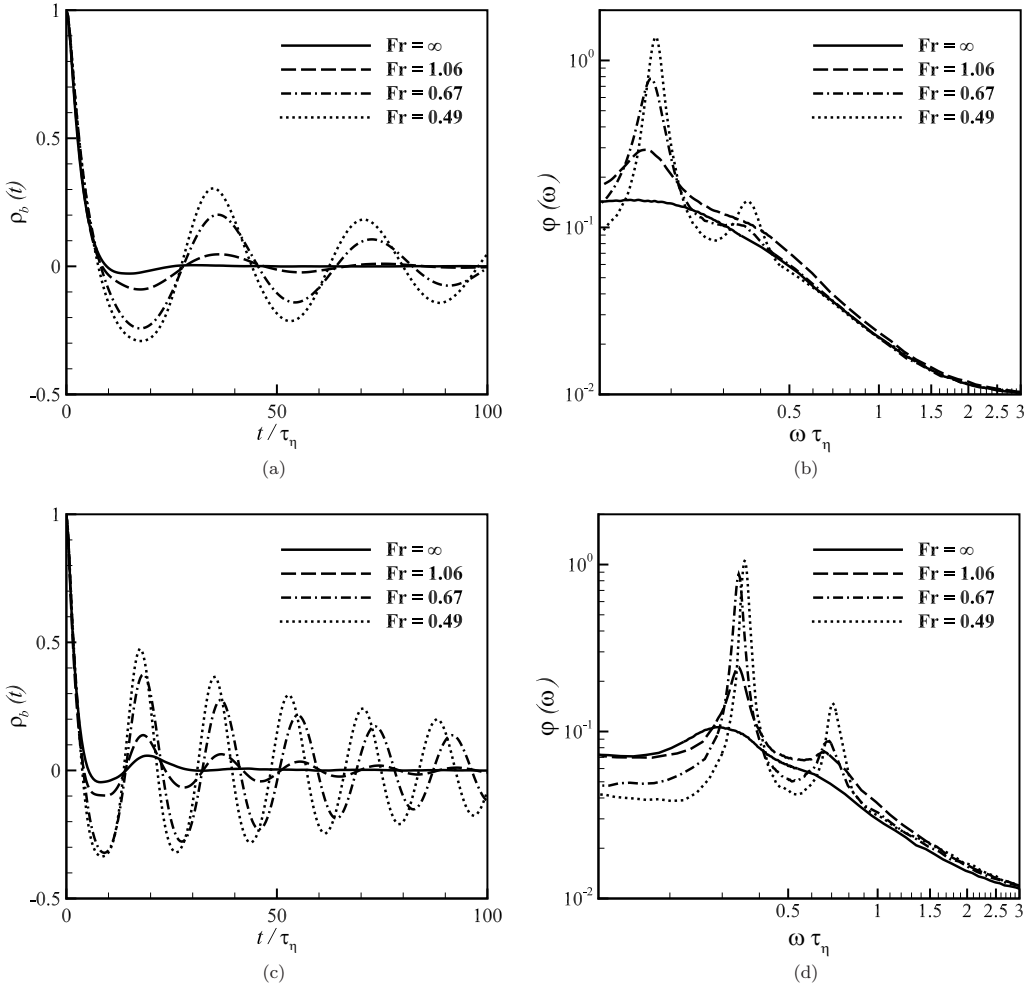 1
0.5
0
-0.5
0
50
100
ρb(t)
t / τη
Fr = ∞
Fr = 1.06
Fr = 0.67
Fr = 0.49
(a)
10^0
10^-1
10^-2
0.5
1
1.5
2
2.5
3
φ(ω)
ω τη
Fr = ∞
Fr = 1.06
Fr = 0.67
Fr = 0.49
(b)
1
0.5
0
-0.5
0
50
100
ρb(t)
t / τη
Fr = ∞
Fr = 1.06
Fr = 0.67
Fr = 0.49
(c)
10^0
10^-1
10^-2
0.5
1
1.5
2
2.5
3
φ(ω)
ω τη
Fr = ∞
Fr = 1.06
Fr = 0.67
Fr = 0.49
(d)